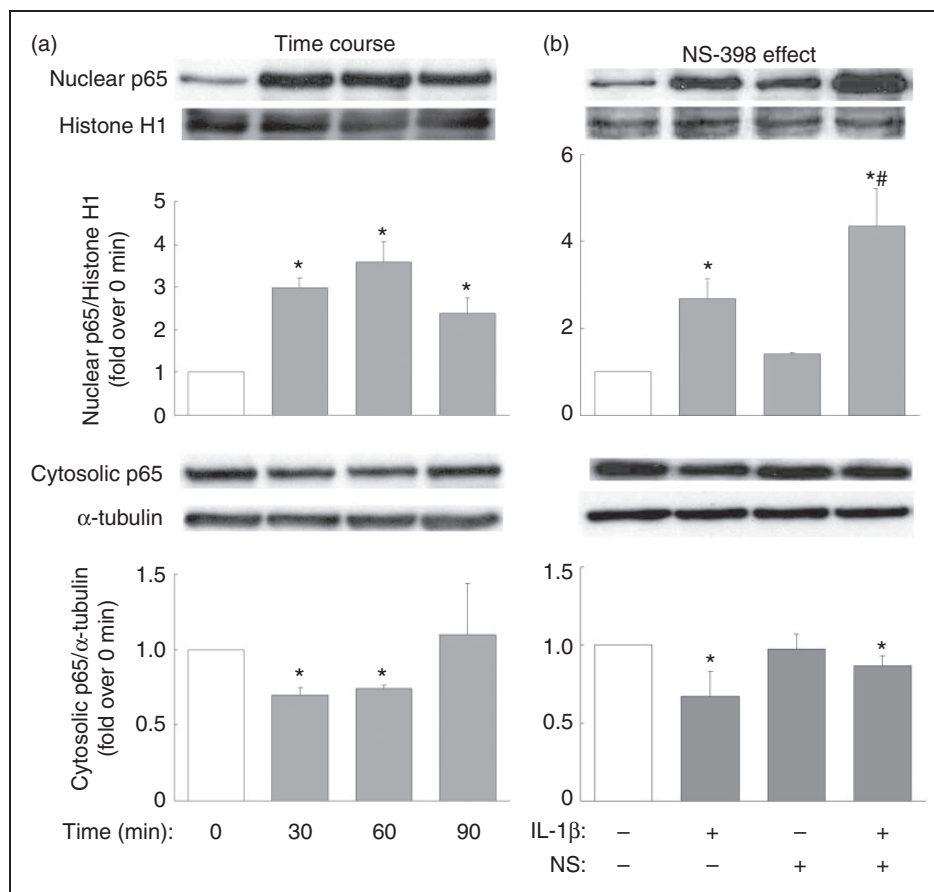 (a)
Time course
Nuclear p65
Histone H1
Nuclear p65/Histone H1
(fold over 0 min)
5
4
3
2
1
0
*
*
*
Cytosolic p65
α-tubulin
Cytosolic p65/α-tubulin
(fold over 0 min)
1.5
1.0
0.5
0
*
*
Time (min): 0 30 60 90
(b)
NS-398 effect
6
4
2
0
*
*#
1.5
1.0
0.5
0
*
*
IL-1β: – + – +
NS: – – + +